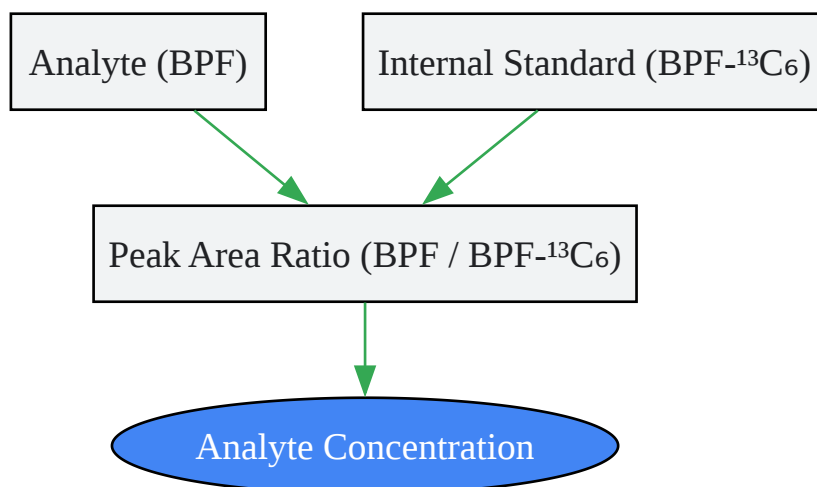 Analyte (BPF)
Internal Standard (BPF-¹³C₆)
Peak Area Ratio (BPF / BPF-¹³C₆)
Analyte Concentration